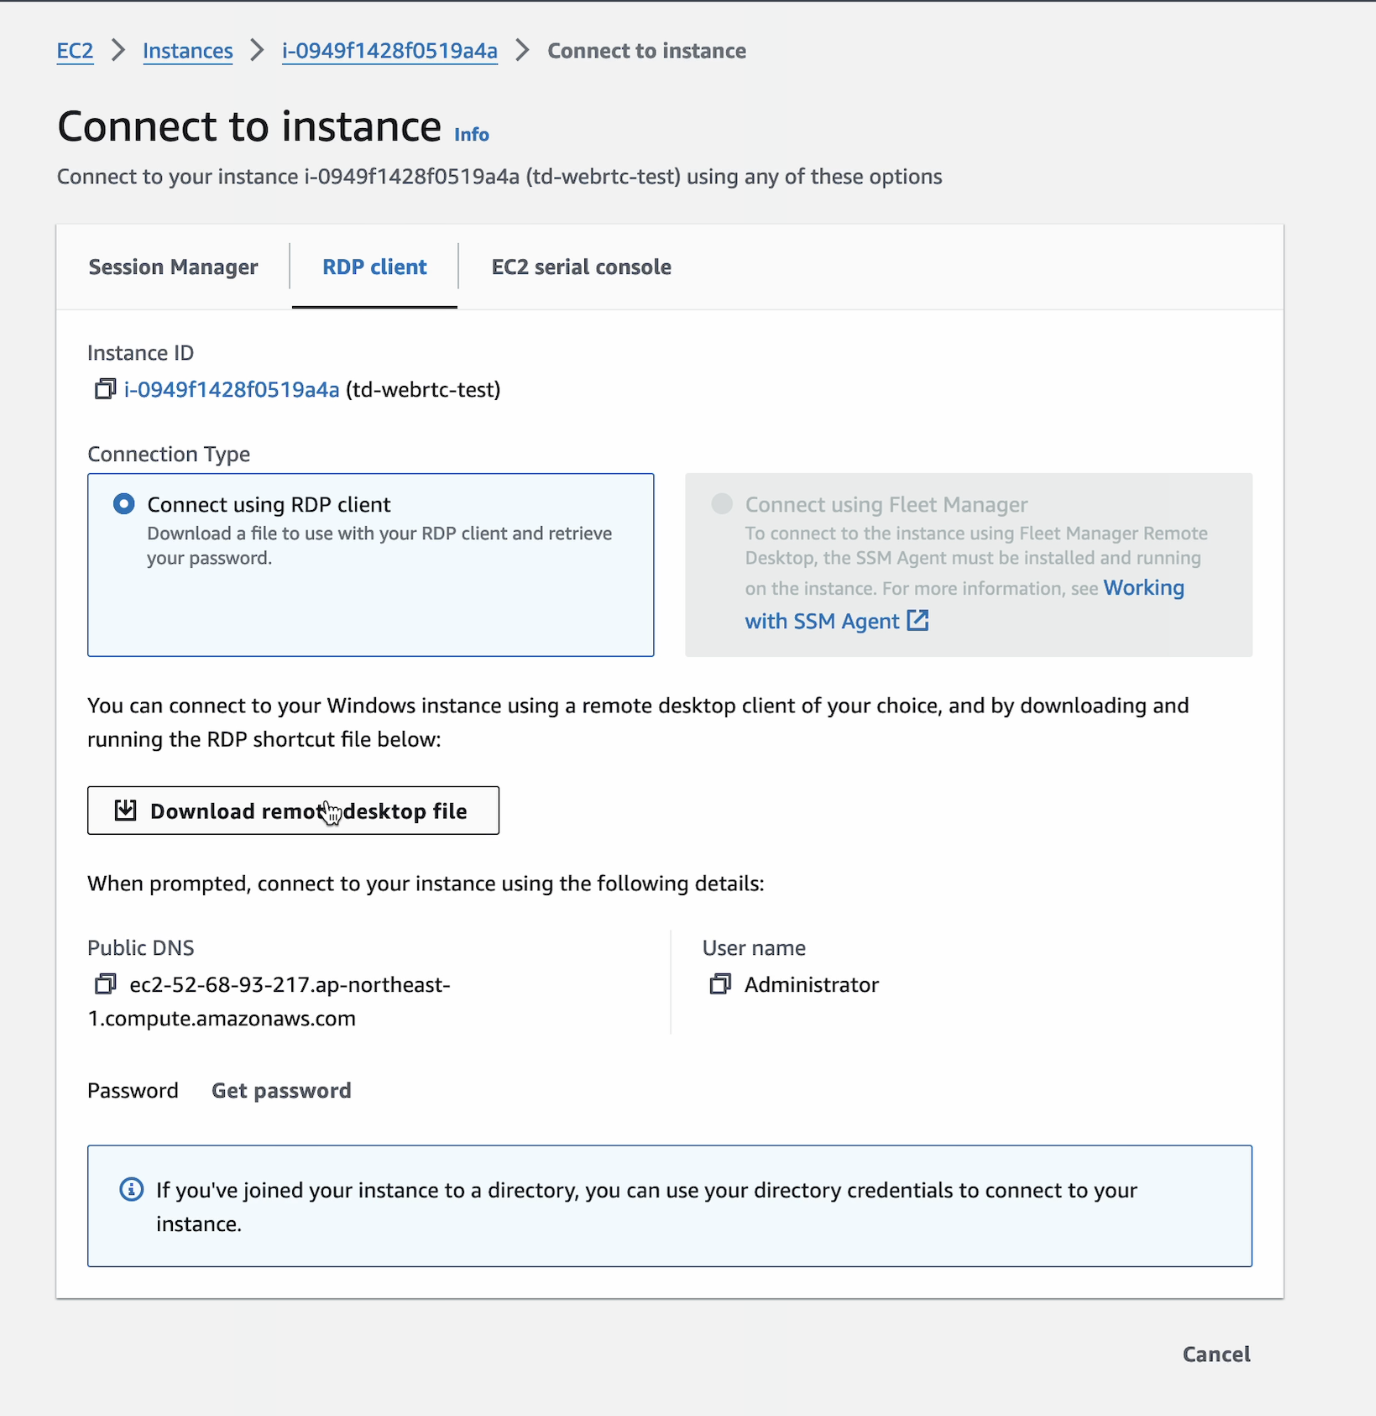 EC2 > Instances > i-0949f1428f0519a4a > Connect to instance
Connect to instance Info
Connect to your instance i-0949f1428f0519a4a (td-webrtc-test) using any of these options
Session Manager RDP client EC2 serial console
Instance ID
i-0949f1428f0519a4a (td-webrtc-test)
Connection Type
Connect using RDP client
Download a file to use with your RDP client and retrieve
your password.
Connect using Fleet Manager
To connect to the instance using Fleet Manager Remote
Desktop, the SSM Agent must be installed and running
on the instance. For more information, see Working
with SSM Agent
You can connect to your Windows instance using a remote desktop client of your choice, and by downloading and
running the RDP shortcut file below:
Download remote desktop file
When prompted, connect to your instance using the following details:
Public DNS
ec2-52-68-93-217.ap-northeast-
1.compute.amazonaws.com
User name
Administrator
Password Get password
If you've joined your instance to a directory, you can use your directory credentials to connect to your
instance.
Cancel